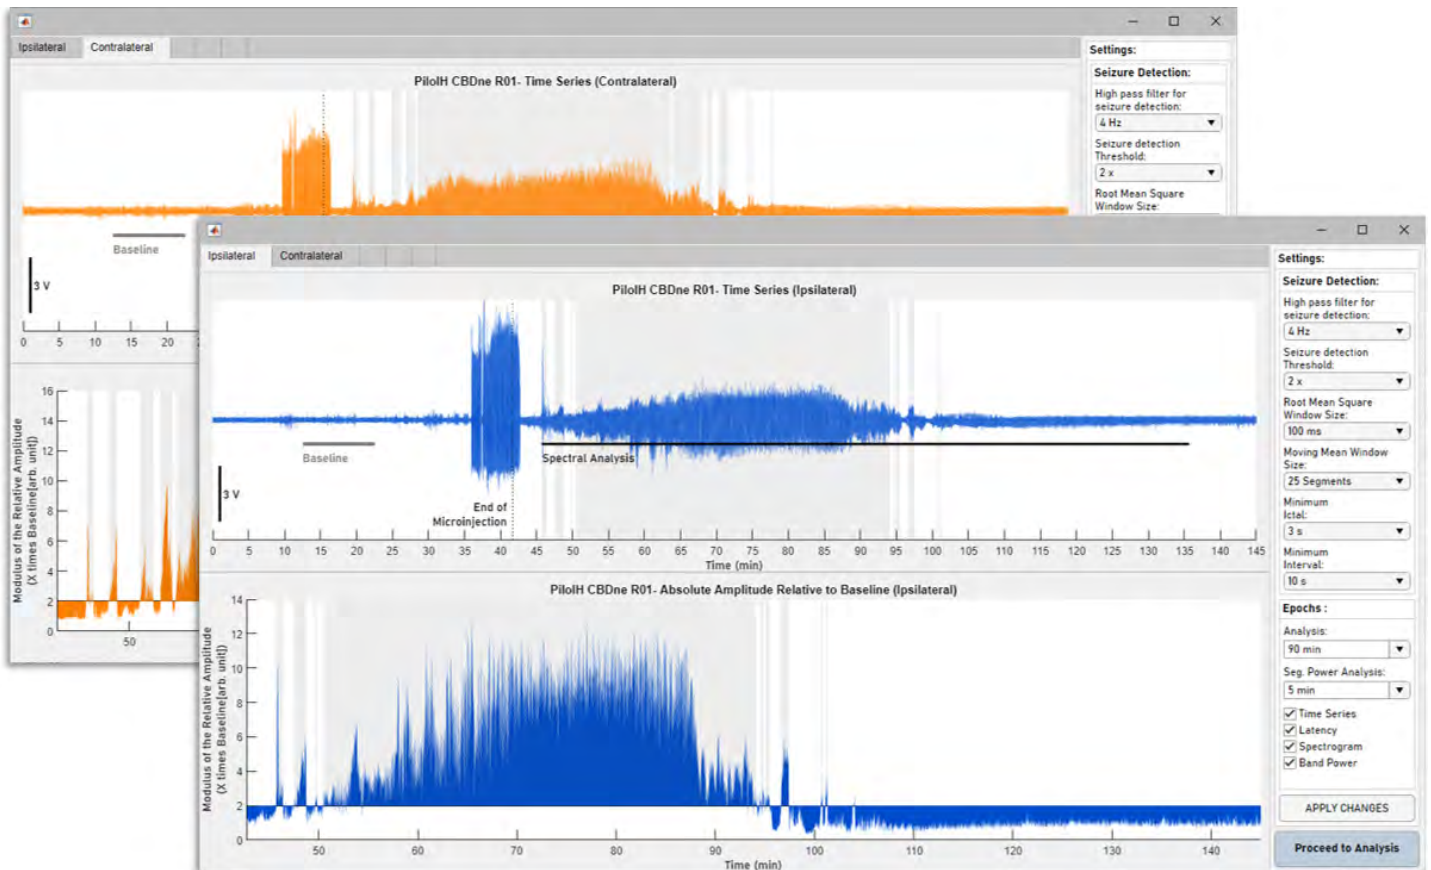 Ipsilateral Contralateral
PiloIH CBDne R01- Time Series (Contralateral)
Baseline
3 V
0 5 10 15 20
16
14
12
10
8
6
4
2
0
50
Modulus of the Relative Amplitude
(X times Baseline[arb. unit])
Settings:
Seizure Detection:
High pass filter for
seizure detection:
4 Hz
Seizure detection
Threshold:
2 x
Root Mean Square
Window Size:
Ipsilateral Contralateral
PiloIH CBDne R01- Time Series (Ipsilateral)
Baseline
Spectral Analysis
3 V
End of
Microinjection
0 5 10 15 20 25 30 35 40 45 50 55 60 65 70 75 80 85 90 95 100 105 110 115 120 125 130 135 140 145
Time (min)
PiloIH CBDne R01- Absolute Amplitude Relative to Baseline (Ipsilateral)
Modulus of the Relative Amplitude
(X times Baseline[arb. unit])
14
12
10
8
6
4
2
0
50 60 70 80 90 100 110 120 130 140
Time (min)
Settings:
Seizure Detection:
High pass filter for
seizure detection:
4 Hz
Seizure detection
Threshold:
2 x
Root Mean Square
Window Size:
100 ms
Moving Mean Window
Size:
25 Segments
Minimum
Ictal:
3 s
Minimum
Interval:
10 s
Epochs :
Analysis:
90 min
Seg. Power Analysis:
5 min
Time Series
Latency
Spectrogram
Band Power
APPLY CHANGES
Proceed to Analysis